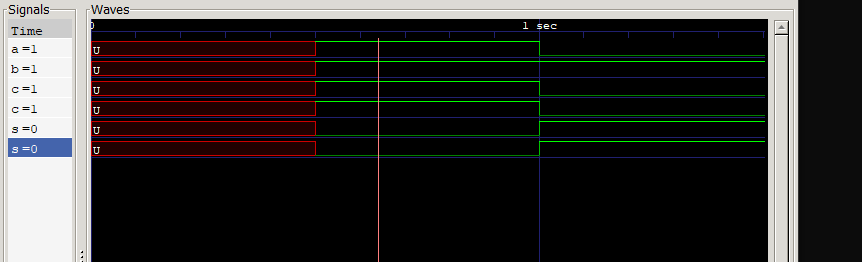 Signals Waves
Time
0 1 sec
a=1 U
b=1 U
c=1 U
c=1 U
s=0 U
s=0 U